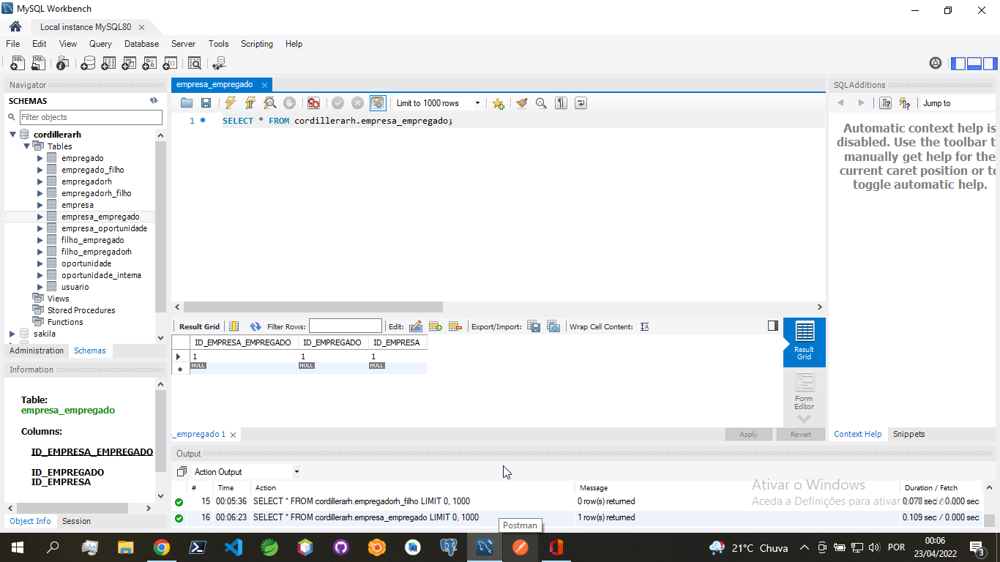 MySQL Workbench
Local instance MySQL80
File Edit View Query Database Server Tools Scripting Help
Navigator
SCHEMAS
Filter objects
cordillerarh
Tables
empregado
empregado_filho
empregadorh
empregadorh_filho
empresa
empresa_empregado
empresa_oportunidade
filho_empregado
filho_empregadorh
oportunidade
oportunidade_interna
usuario
Views
Stored Procedures
Functions
sakila
Administration Schemas
Information
Table:
empresa_empregado
Columns:
ID_EMPRESA_EMPREGADO
ID_EMPREGADO
ID_EMPRESA
Object Info Session
empresa_empregado
Limit to 1000 rows
1 SELECT * FROM cordillerarh.empresa_empregado;
Result Grid Filter Rows: Edit: Export/Import: Wrap Cell Content:
ID_EMPRESA_EMPREGADO ID_EMPREGADO ID_EMPRESA
1 1 1
NULL NULL NULL
Result
Grid
Form
Editor
_empregado 1
Apply Revert
SQLAdditions
Jump to
Automatic context help is
disabled. Use the toolbar t
manually get help for the
current caret position or to
toggle automatic help.
Context Help Snippets
Output
Action Output
# Time Action Message Duration / Fetch
15 00:05:36 SELECT * FROM cordillerarh.empregadorh_filho LIMIT 0, 1000 0 row(s) returned 0.078 sec / 0.000 sec
16 00:06:23 SELECT * FROM cordillerarh.empresa_empregado LIMIT 0, 1000 1 row(s) returned 0.109 sec / 0.000 sec
Ativar o Windows
Aceda a Definições para ativar o Windows.
Postman
21°C Chuva
POR
00:06
23/04/2022
3